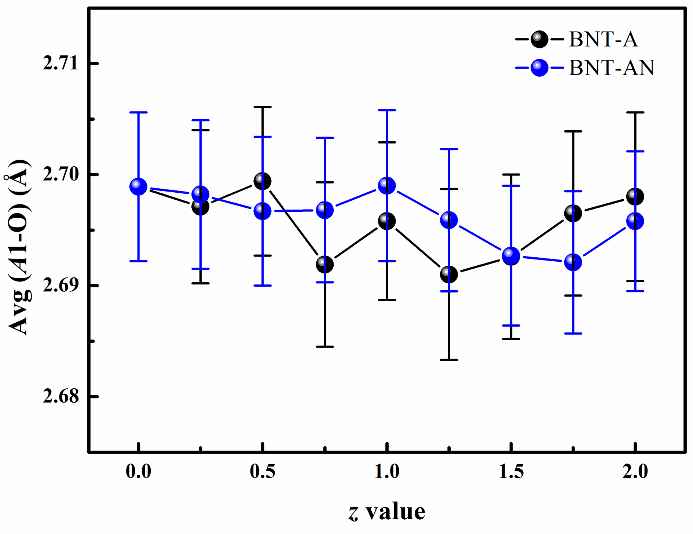 BNT-A
BNT-AN
Avg (A1-O) (Å)
2.71
2.70
2.69
2.68
0.0 0.5 1.0 1.5 2.0
z value